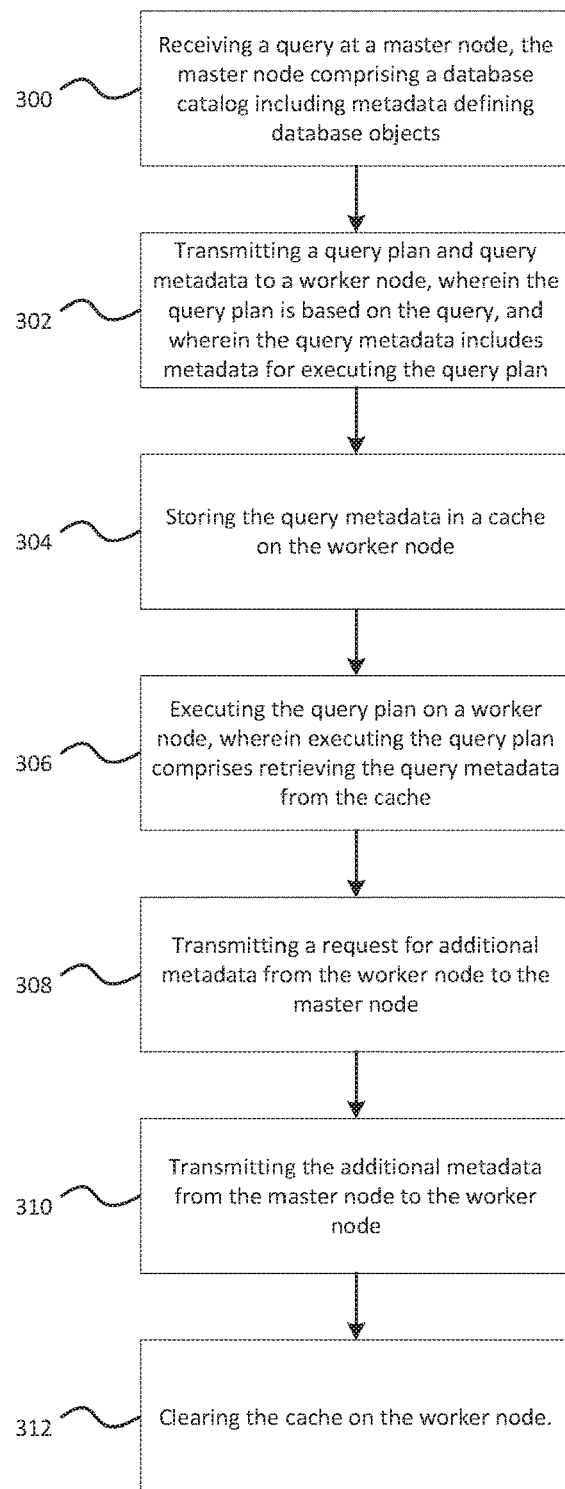 Receiving a query at a master node, the
master node comprising a database
catalog including metadata defining
database objects
300
Transmitting a query plan and query
metadata to a worker node, wherein
the query plan is based on the query, and
wherein the query metadata includes
metadata for executing the query plan
302
Storing the query metadata in a cache
on the worker node
304
Executing the query plan on a worker
node, wherein executing the query plan
comprises retrieving the query metadata
from the cache
306
Transmitting a request for additional
metadata from the worker node to the
master node
308
Transmitting the additional metadata
from the master node to the worker
node
310
Clearing the cache on the worker node.
312